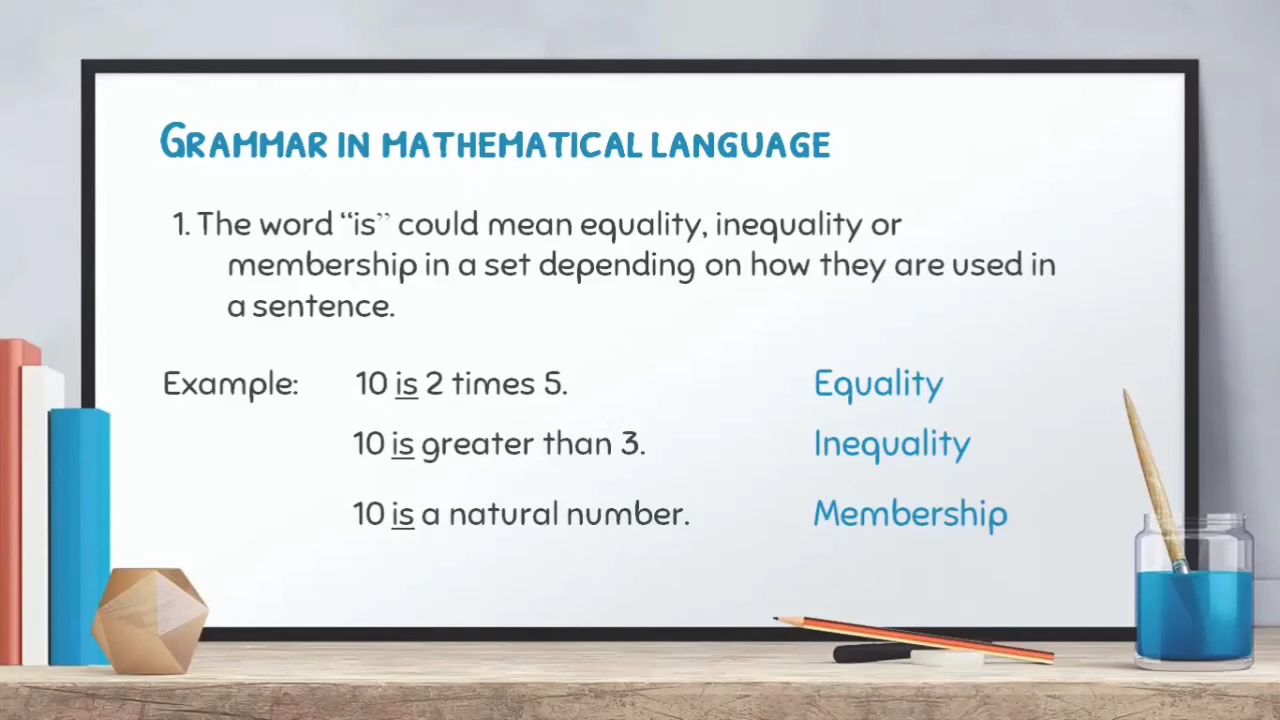 GRAMMAR IN MATHEMATICAL LANGUAGE
1. The word “is” could mean equality, inequality or
membership in a set depending on how they are used in
a sentence.
Example: 10 is 2 times 5. Equality
10 is greater than 3. Inequality
10 is a natural number. Membership